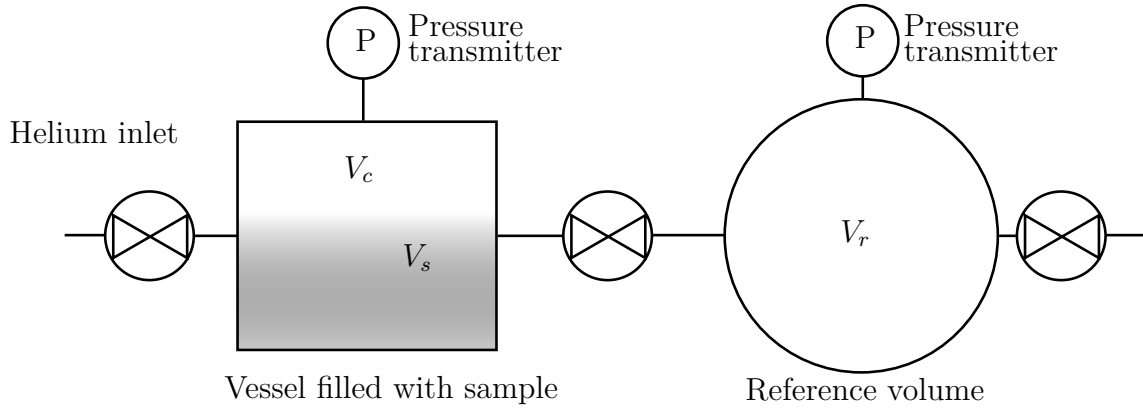 P
Pressure
transmitter
P
Pressure
transmitter
Helium inlet
V_c
V_s
V_r
Vessel filled with sample
Reference volume